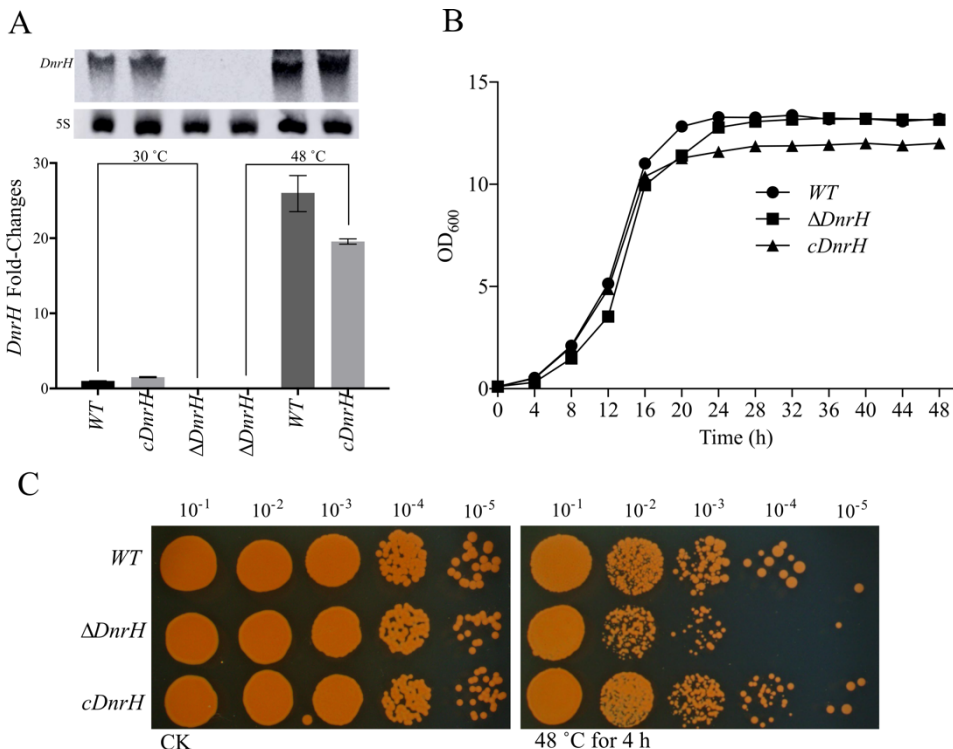 A
DnrH
5S
30 ˚C
48 ˚C
30
20
10
0
DnrH Fold-Changes
WT
cDnrH
ΔDnrH
ΔDnrH
WT
cDnrH
B
15
10
5
0
OD600
WT
ΔDnrH
cDnrH
0 4 8 12 16 20 24 28 32 36 40 44 48
Time (h)
C
10-1 10-2 10-3 10-4 10-5 10-1 10-2 10-3 10-4 10-5
WT
ΔDnrH
cDnrH
CK 48 ˚C for 4 h